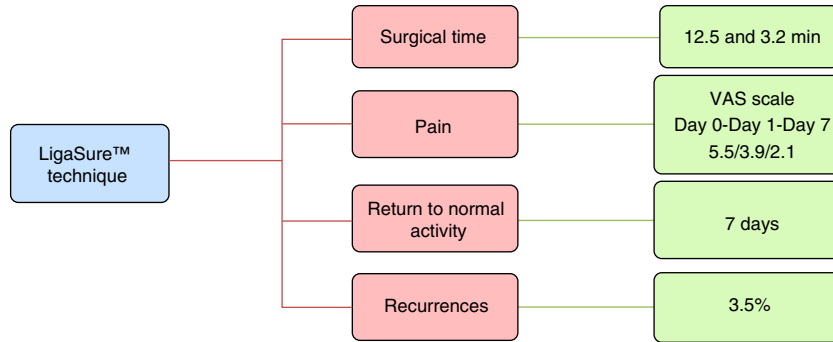 LigaSure™
technique
Surgical time
12.5 and 3.2 min
Pain
VAS scale
Day 0-Day 1-Day 7
5.5/3.9/2.1
Return to normal
activity
7 days
Recurrences
3.5%